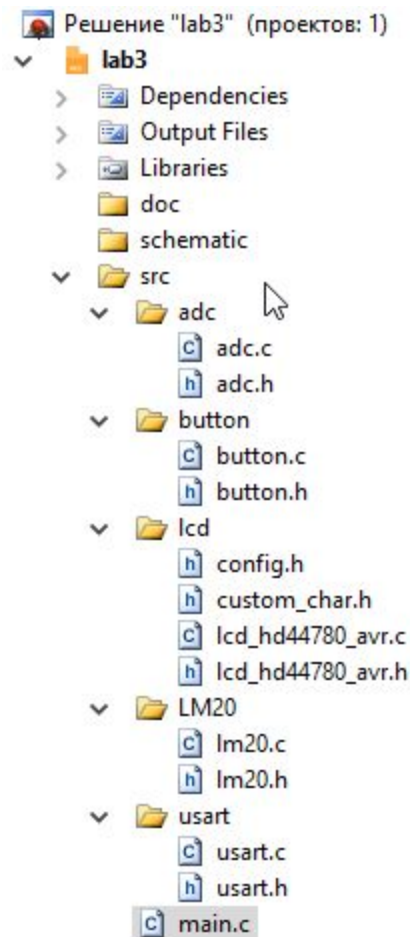 Решение "lab3" (проектов: 1)
lab3
Dependencies
Output Files
Libraries
doc
schematic
src
adc
adc.c
adc.h
button
button.c
button.h
lcd
config.h
custom_char.h
lcd_hd44780_avr.c
lcd_hd44780_avr.h
LM20
lm20.c
lm20.h
usart
usart.c
usart.h
main.c